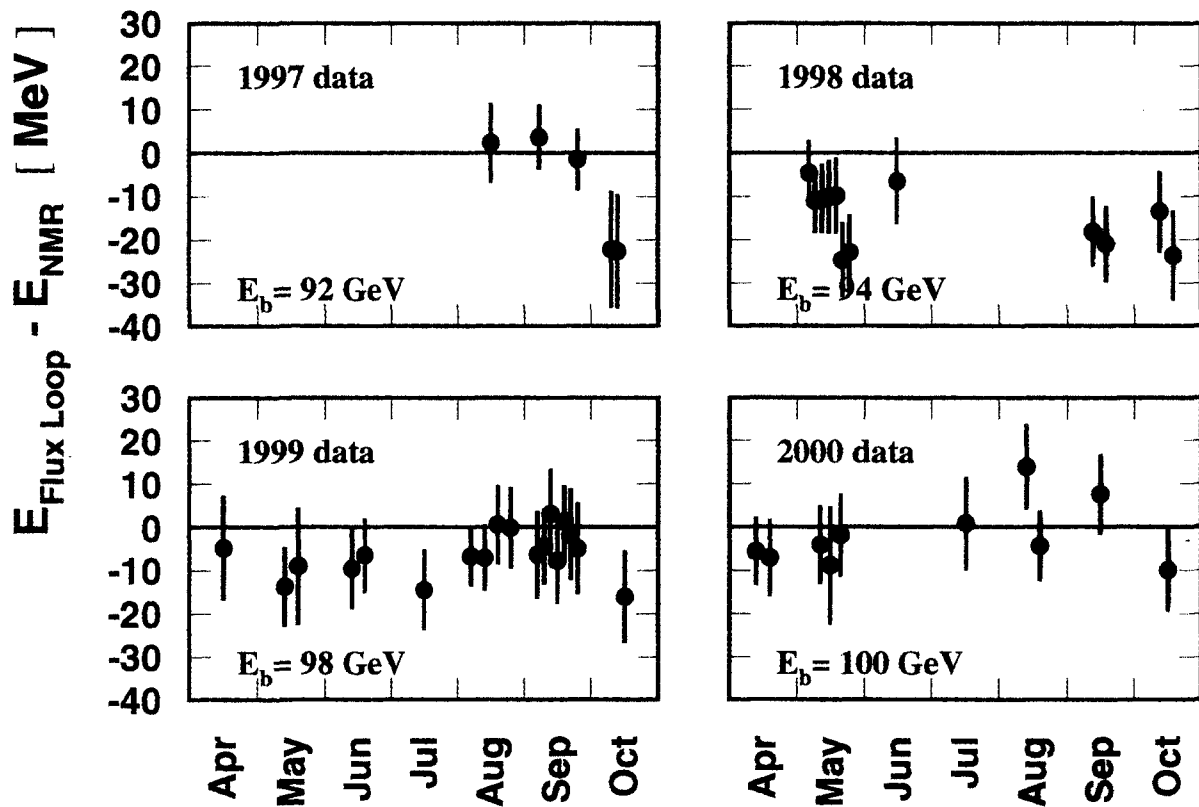 E_Flux Loop - E_NMR [ MeV ]
30
20
10
0
-10
-20
-30
-40
1997 data
E_b= 92 GeV
1998 data
E_b= 94 GeV
30
20
10
0
-10
-20
-30
-40
1999 data
E_b= 98 GeV
2000 data
E_b= 100 GeV
Apr May Jun Jul Aug Sep Oct
Apr May Jun Jul Aug Sep Oct